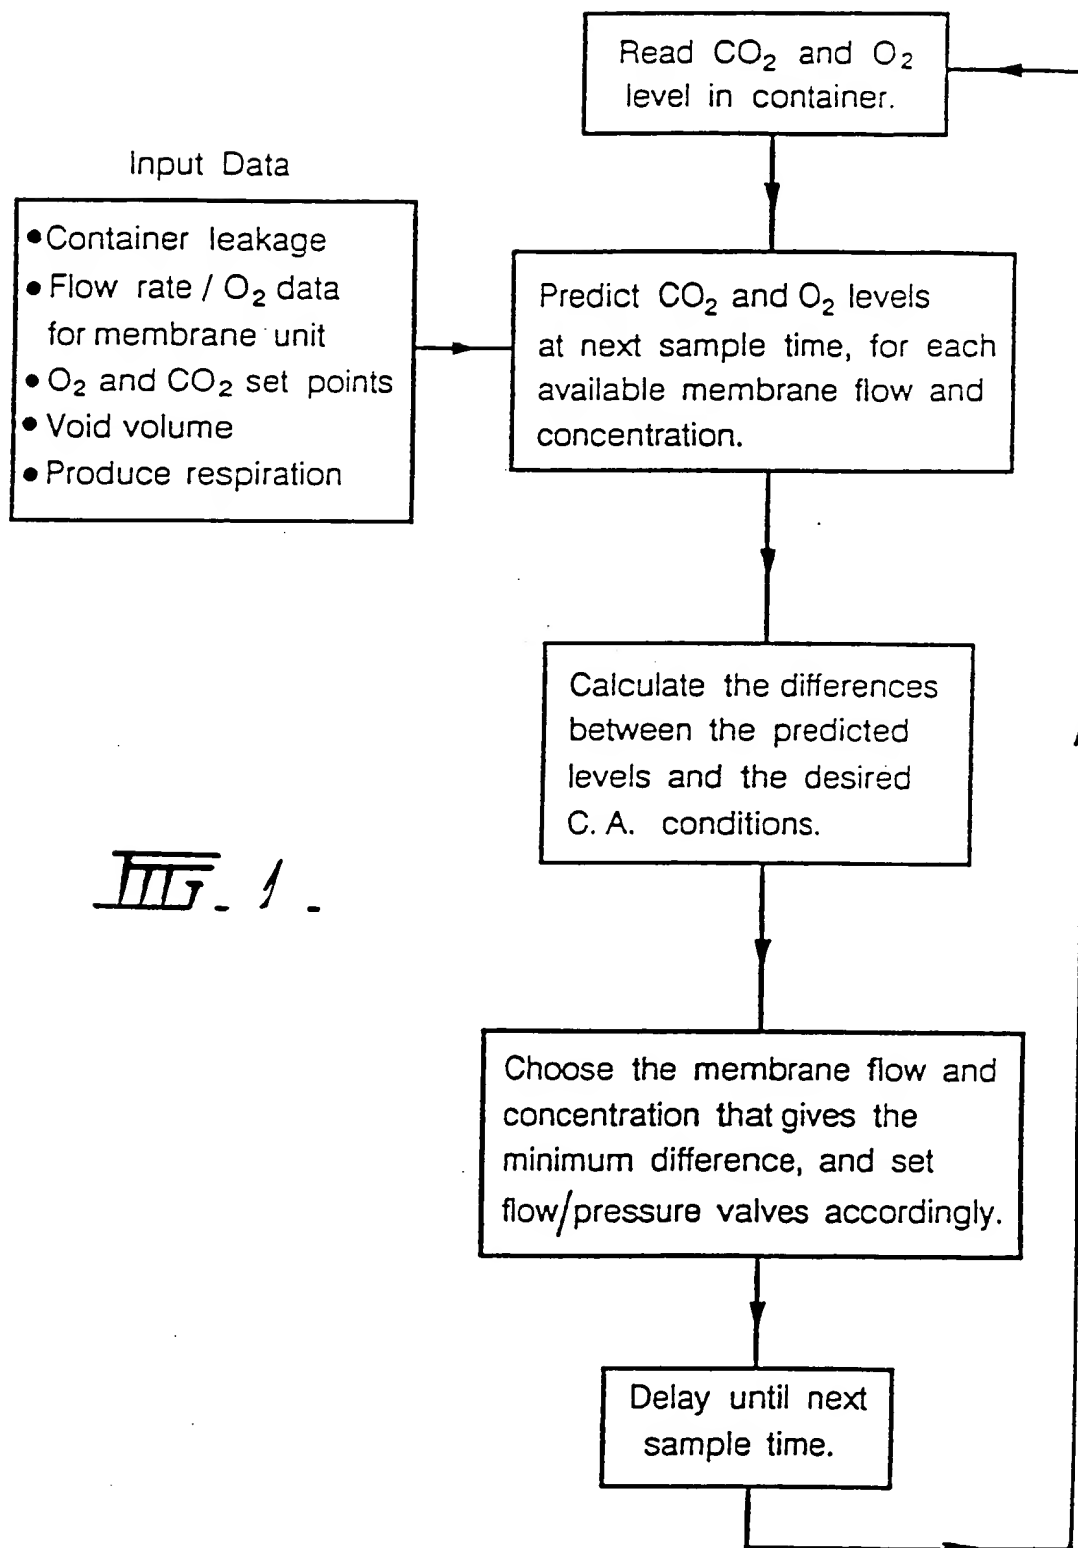 Read CO₂ and O₂
level in container.
Input Data
•Container leakage
• Flow rate / O₂ data
for membrane unit
• O₂ and CO₂ set points
• Void volume
• Produce respiration
Predict CO₂ and O₂ levels
at next sample time, for each
available membrane flow and
concentration.
Calculate the differences
between the predicted
levels and the desired
C. A. conditions.
FIG. 1.
Choose the membrane flow and
concentration that gives the
minimum difference, and set
flow/pressure valves accordingly.
Delay until next
sample time.